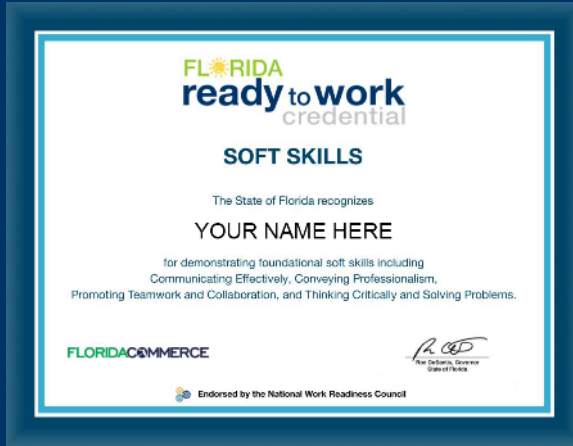 FLORIDA
ready to work
credential
SOFT SKILLS
The State of Florida recognizes
YOUR NAME HERE
for demonstrating foundational soft skills including
Communicating Effectively, Conveying Professionalism,
Promoting Teamwork and Collaboration, and Thinking Critically and Solving Problems.
FLORIDACOMMERCE
Ron DeSantis, Governor
State of Florida
Endorsed by the National Work Readiness Council